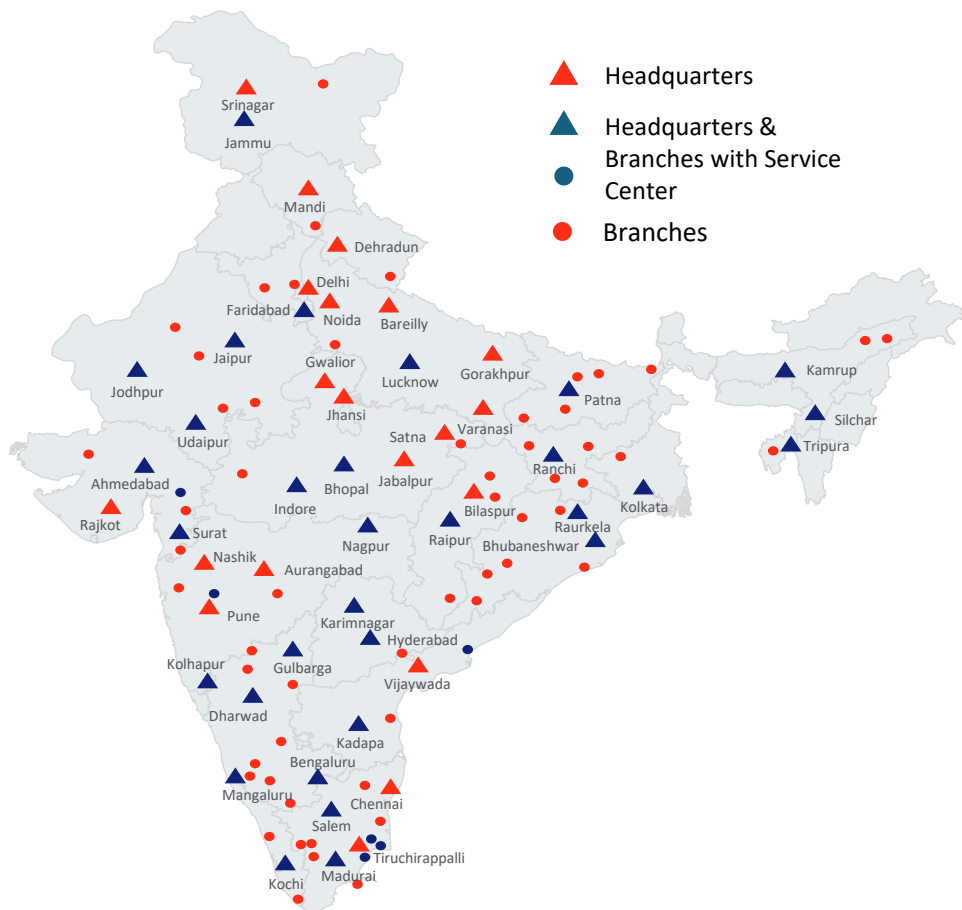 Headquarters
Srinagar
Headquarters &
Jammu
Branches with Service
Center
Mandi
Branches
Dehradun
Delhi
Faridabad
Noida
Bareilly
Jaipur
Gwalior
Gorakhpur
Lucknow
Kamrup
Jodhpur
Patna
Jhansi
Silchar
Varanasi
Udaipur
Satna
Tripura
Ranchi
Jabalpur
Ahmedabad
Bhopal
Indore
Kolkata
Bilaspur
Rajkot
Raurkela
Surat
Raipur
Nagpur
Bhubaneshwar
Nashik
Aurangabad
Pune
Karimnagar
Hyderabad
Kolhapur
Gulbarga
Vijaywada
Dharwad
Kadapa
Bengaluru
Mangaluru
Chennai
Salem
Tiruchirappalli
Madurai
Kochi